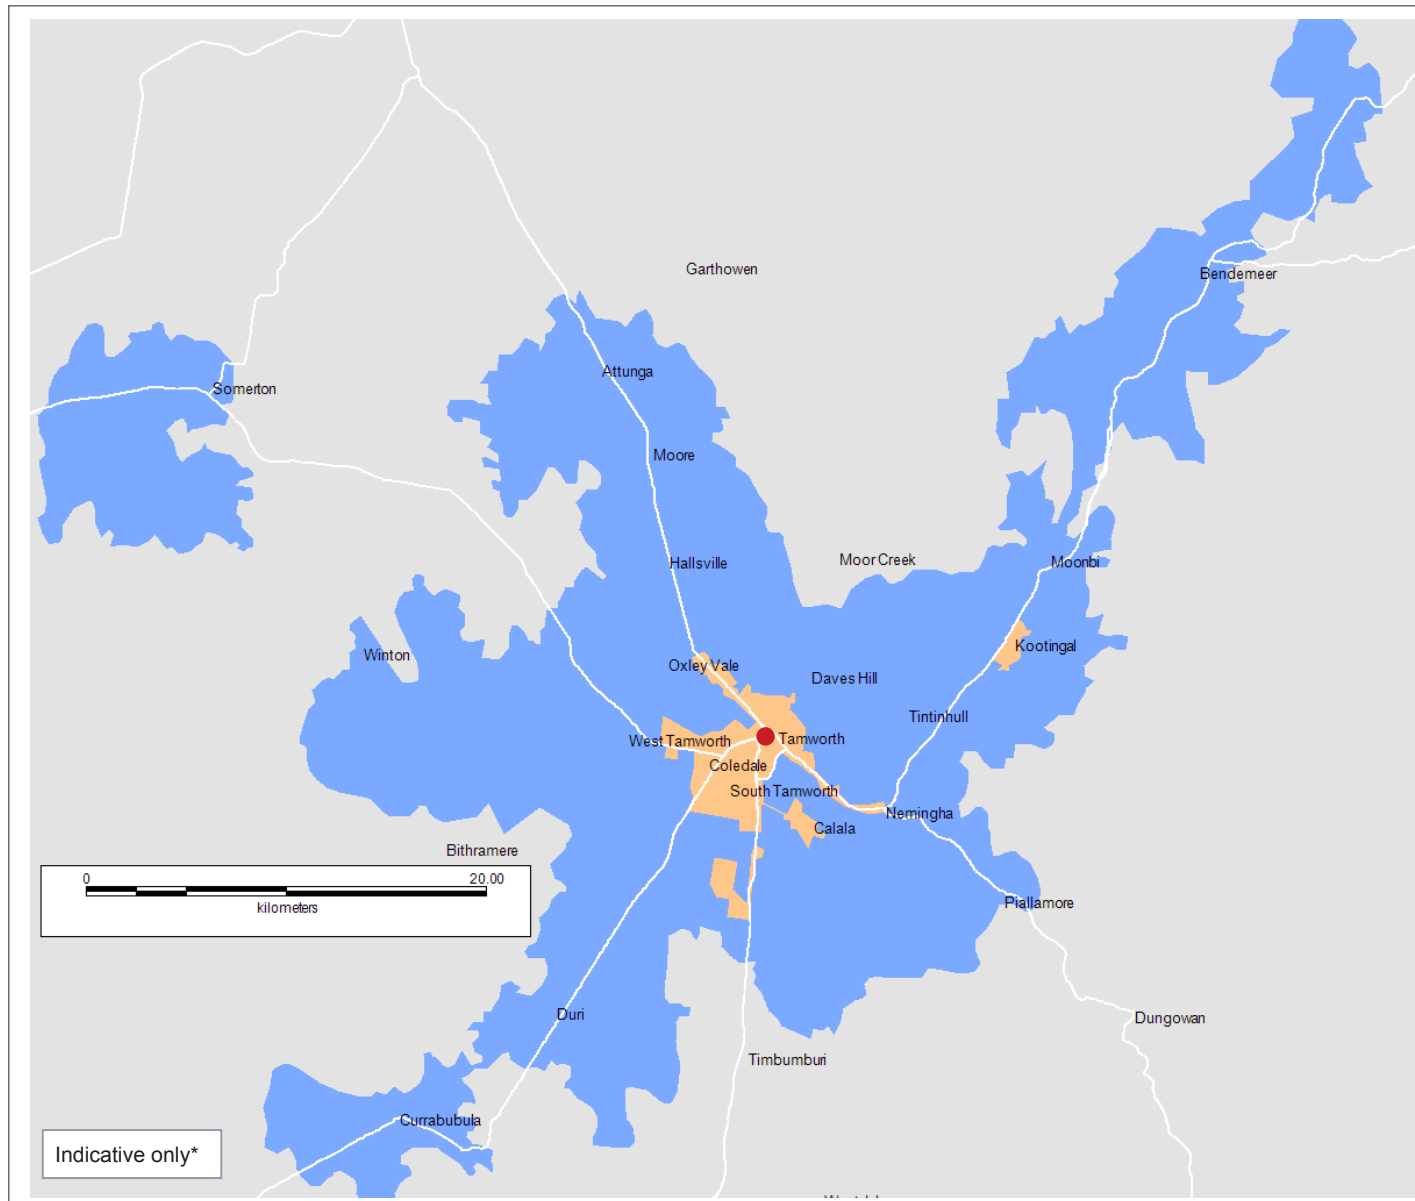 Garthowen
Bendemeer
Attunga
Somerton
Moore
Moor Creek
Hallsville
Moonbi
Kootingal
Winton
Oxley Vale
Daves Hill
Tintinhull
West Tamworth
Tamworth
Coledale
South Tamworth
Nemingha
Calala
Bithramere
0
20.00
kilometers
Piallamore
Duri
Dungowan
Timbumburi
Currabubula
Indicative only*